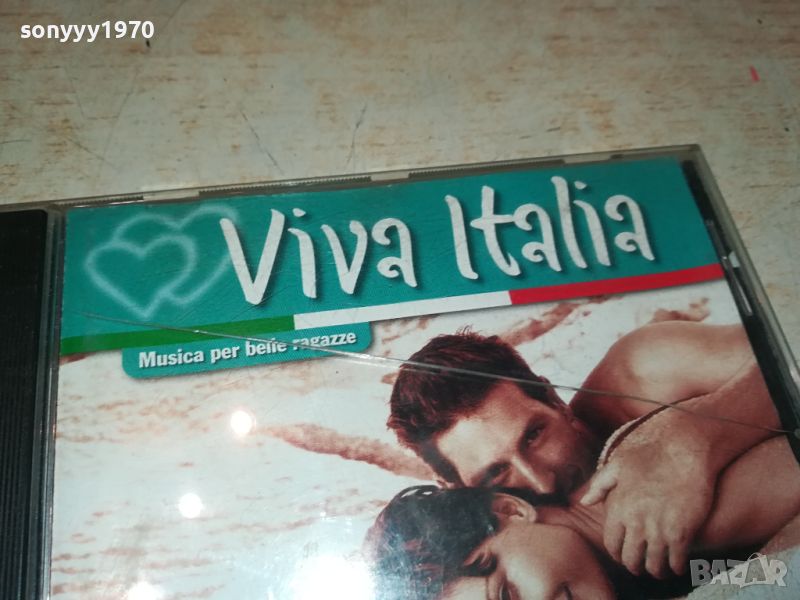 sonyyy1970
Viva Italia
Musica per belle ragazze
BAZAR